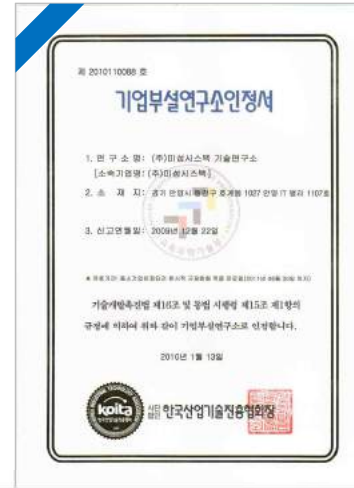 제 2010110088 호
기업부설연구소인정서
1. 연 구 소 명: (주)미성시스텍 기술연구소
[소속기업명: (주)미성시스텍]
2. 소 재 지: 경기 안양시 동안구 호계동 1027 안양 IT 밸리 1107호
3. 신고연월일: 2009년 12월 22일
기술개발촉진법 제16조 및 동법 시행령 제15조 제1항의
규정에 의하여 위와 같이 기업부설연구소로 인정합니다.
2010년 1월 13일
koita
사단법인 한국산업기술진흥협회장